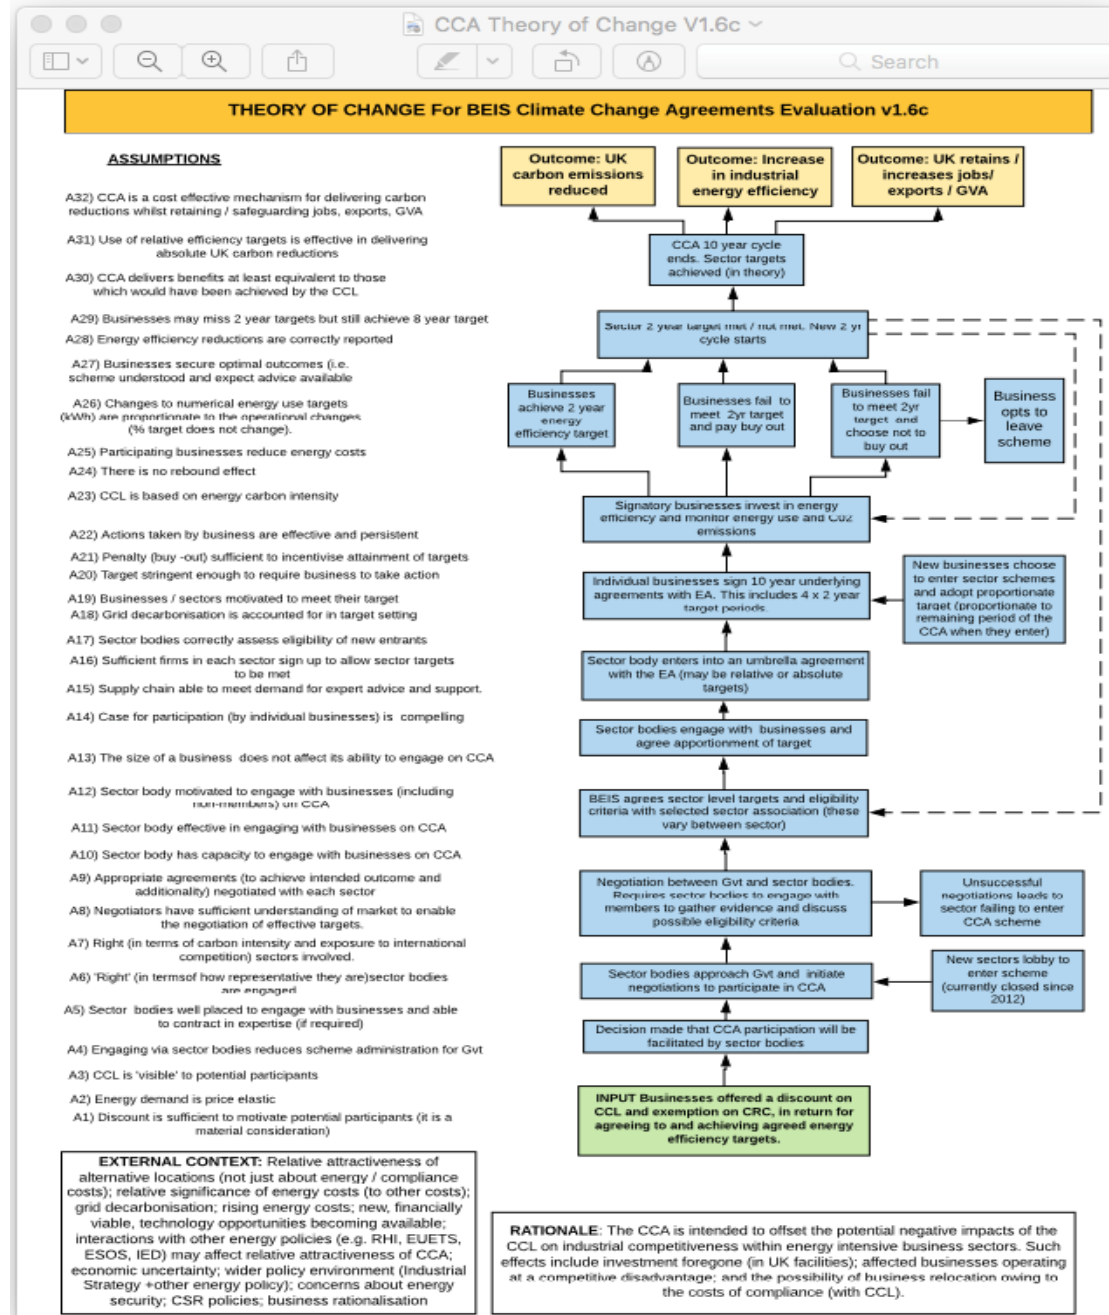 CCA Theory of Change V1.6c
Search
THEORY OF CHANGE For BEIS Climate Change Agreements Evaluation v1.6c
ASSUMPTIONS
A32) CCA is a cost effective mechanism for delivering carbon
reductions whilst retaining / safeguarding jobs, exports, GVA
A31) Use of relative efficiency targets is effective in delivering
absolute UK carbon reductions
A30) CCA delivers benefits at least equivalent to those
which would have been achieved by the CCL
A29) Businesses may miss 2 year targets but still achieve 8 year target
A28) Energy efficiency reductions are correctly reported
A27) Businesses secure optimal outcomes (i.e.
scheme understood and expect advice available
A26) Changes to numerical energy use targets
(kWh) are proportionate to the operational changes
(% target does not change).
A25) Participating businesses reduce energy costs
A24) There is no rebound effect
A23) CCL is based on energy carbon intensity
A22) Actions taken by business are effective and persistent
A21) Penalty (buy -out) sufficient to incentivise attainment of targets
A20) Target stringent enough to require business to take action
A19) Businesses / sectors motivated to meet their target
A18) Grid decarbonisation is accounted for in target setting
A17) Sector bodies correctly assess eligibility of new entrants
A16) Sufficient firms in each sector sign up to allow sector targets
to be met
A15) Supply chain able to meet demand for expert advice and support.
A14) Case for participation (by individual businesses) is compelling
A13) The size of a business does not affect its ability to engage on CCA
A12) Sector body motivated to engage with businesses (including
non-members) on CCA
A11) Sector body effective in engaging with businesses on CCA
A10) Sector body has capacity to engage with businesses on CCA
A9) Appropriate agreements (to achieve intended outcome and
additionality) negotiated with each sector
A8) Negotiators have sufficient understanding of market to enable
the negotiation of effective targets.
A7) Right (in terms of carbon intensity and exposure to international
competition) sectors involved.
A6) 'Right' (in termsof how representative they are)sector bodies
are engaged
A5) Sector bodies well placed to engage with businesses and able
to contract in expertise (if required)
A4) Engaging via sector bodies reduces scheme administration for Gvt
A3) CCL is 'visible' to potential participants
A2) Energy demand is price elastic
A1) Discount is sufficient to motivate potential participants (it is a
material consideration)
Outcome: UK
carbon emissions
reduced
Outcome: Increase
in industrial
energy efficiency
Outcome: UK retains /
increases jobs/
exports / GVA
CCA 10 year cycle
ends. Sector targets
achieved (in theory)
Sector 2 year target met / not met. New 2 yr
cycle starts
Businesses
achieve 2 year
energy
efficiency target
Businesses fail to
meet 2yr target
and pay buy out
Businesses fail
to meet 2yr
target and
choose not to
buy out
Business
opts to
leave
scheme
Signatory businesses invest in energy
efficiency and monitor energy use and C02
emissions
Individual businesses sign 10 year underlying
agreements with EA. This includes 4 x 2 year
target periods.
New businesses choose
to enter sector schemes
and adopt proportionate
target (proportionate to
remaining period of the
CCA when they enter)
Sector body enters into an umbrella agreement
with the EA (may be relative or absolute
targets)
Sector bodies engage with businesses and
agree apportionment of target
BEIS agrees sector level targets and eligibility
criteria with selected sector association (these
vary between sector)
Negotiation between Gvt and sector bodies.
Requires sector bodies to engage with
members to gather evidence and discuss
possible eligibility criteria
Unsuccessful
negotiations leads to
sector failing to enter
CCA scheme
Sector bodies approach Gvt and initiate
negotiations to participate in CCA
New sectors lobby to
enter scheme
(currently closed since
2012)
Decision made that CCA participation will be
facilitated by sector bodies
INPUT Businesses offered a discount on
CCL and exemption on CRC, in return for
agreeing to and achieving agreed energy
efficiency targets.
EXTERNAL CONTEXT: Relative attractiveness of
alternative locations (not just about energy / compliance
costs); relative significance of energy costs (to other costs);
grid decarbonisation; rising energy costs; new, financially
viable, technology opportunities becoming available;
interactions with other energy policies (e.g. RHI, EUETS,
ESOS, IED) may affect relative attractiveness of CCA;
economic uncertainty; wider policy environment (Industrial
Strategy +other energy policy); concerns about energy
security; CSR policies; business rationalisation
RATIONALE: The CCA is intended to offset the potential negative impacts of the
CCL on industrial competitiveness within energy intensive business sectors. Such
effects include investment foregone (in UK facilities); affected businesses operating
at a competitive disadvantage; and the possibility of business relocation owing to
the costs of compliance (with CCL).